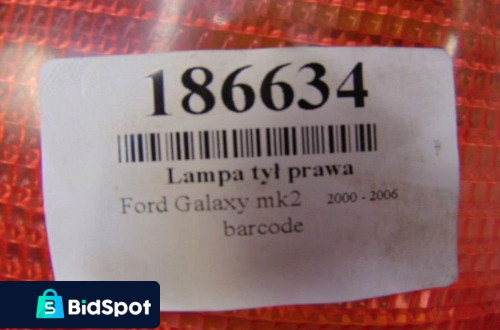 186634
Lampa tył prawa
Ford Galaxy mk2 2000 - 2006
barcode
BidSpot